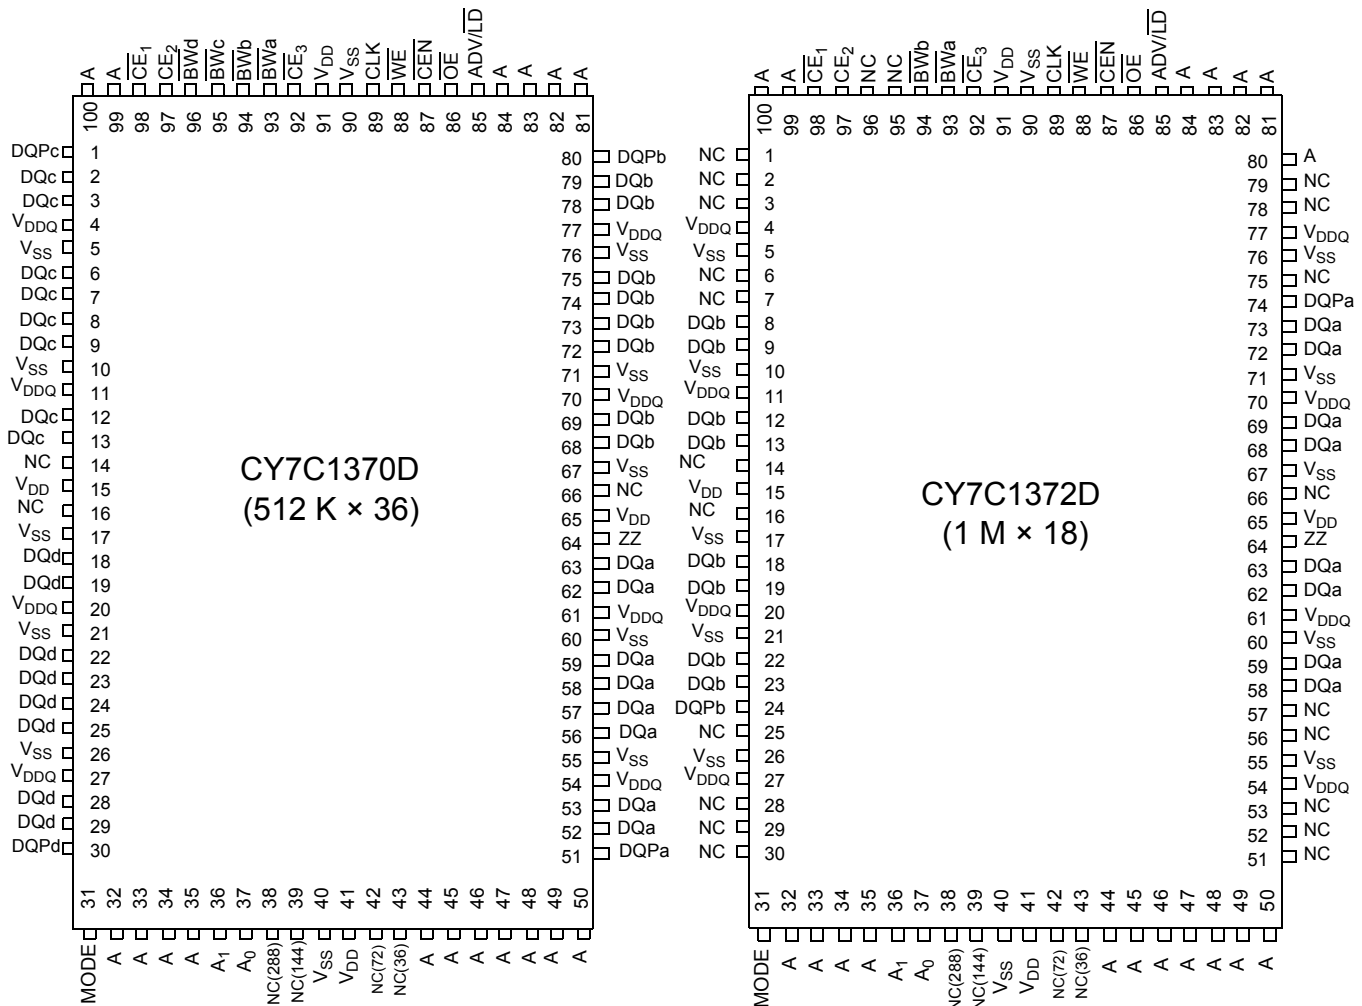 A A CE1 CE2 BWd BWc BWb BWa CE3 VDD VSS CLK WE CEN OE ADV/LD A A A A
100 99 98 97 96 95 94 93 92 91 90 89 88 87 86 85 84 83 82 81
DQPc 1
DQc 2
DQc 3
VDDQ 4
VSS 5
DQc 6
DQc 7
DQc 8
DQc 9
VSS 10
VDDQ 11
DQc 12
DQc 13
NC 14
VDD 15
NC 16
VSS 17
DQd 18
DQd 19
VDDQ 20
VSS 21
DQd 22
DQd 23
DQd 24
DQd 25
VSS 26
VDDQ 27
DQd 28
DQd 29
DQPd 30
CY7C1370D
(512 K × 36)
80 DQPb
79 DQb
78 DQb
77 VDDQ
76 VSS
75 DQb
74 DQb
73 DQb
72 DQb
71 VSS
70 VDDQ
69 DQb
68 DQb
67 VSS
66 NC
65 VDD
64 ZZ
63 DQa
62 DQa
61 VDDQ
60 VSS
59 DQa
58 DQa
57 DQa
56 DQa
55 VSS
54 VDDQ
53 DQa
52 DQa
51 DQPa
31 32 33 34 35 36 37 38 39 40 41 42 43 44 45 46 47 48 49 50
MODE A A A A A1 A0 NC(288) NC(144) VSS VDD NC(72) NC(36) A A A A A A A
A A CE1 CE2 NC NC BWb BWa CE3 VDD VSS CLK WE CEN OE ADV/LD A A A A
100 99 98 97 96 95 94 93 92 91 90 89 88 87 86 85 84 83 82 81
NC 1
NC 2
NC 3
VDDQ 4
VSS 5
NC 6
NC 7
DQb 8
DQb 9
VSS 10
VDDQ 11
DQb 12
DQb 13
NC 14
VDD 15
NC 16
VSS 17
DQb 18
DQb 19
VDDQ 20
VSS 21
DQb 22
DQb 23
DQPb 24
NC 25
VSS 26
VDDQ 27
NC 28
NC 29
NC 30
CY7C1372D
(1 M × 18)
80 A
79 NC
78 NC
77 VDDQ
76 VSS
75 NC
74 DQPa
73 DQa
72 DQa
71 VSS
70 VDDQ
69 DQa
68 DQa
67 VSS
66 NC
65 VDD
64 ZZ
63 DQa
62 DQa
61 VDDQ
60 VSS
59 DQa
58 DQa
57 NC
56 NC
55 VSS
54 VDDQ
53 NC
52 NC
51 NC
31 32 33 34 35 36 37 38 39 40 41 42 43 44 45 46 47 48 49 50
MODE A A A A A1 A0 NC(288) NC(144) VSS VDD NC(72) NC(36) A A A A A A A